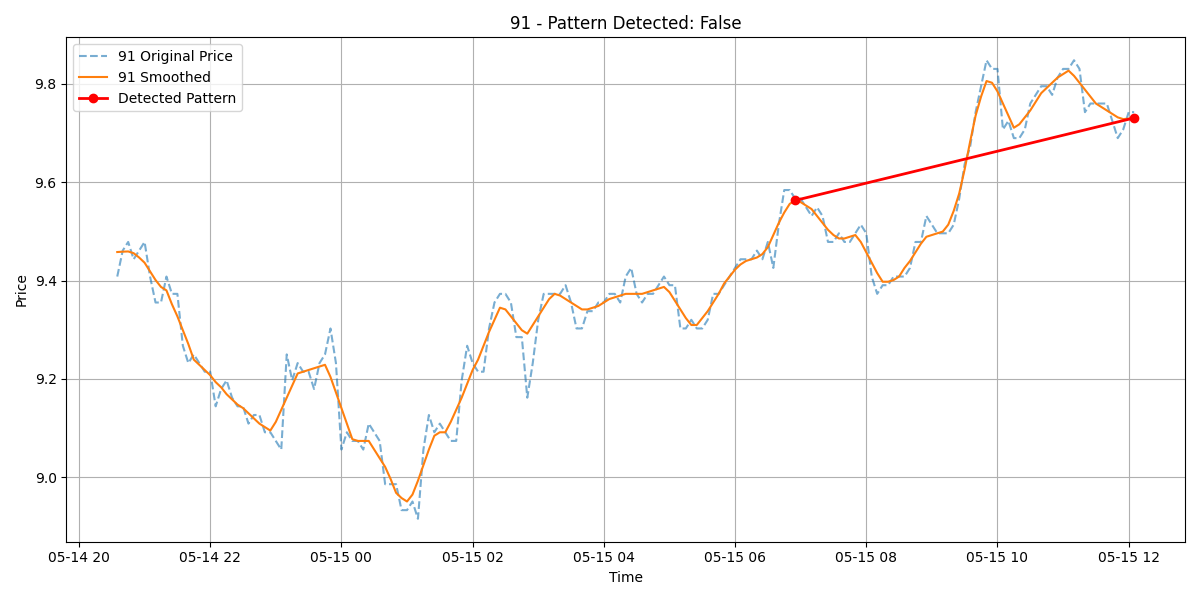 91 - Pattern Detected: False
91 Original Price
91 Smoothed
Detected Pattern
Price
9.8
9.6
9.4
9.2
9.0
05-14 20 05-14 22 05-15 00 05-15 02 05-15 04 05-15 06 05-15 08 05-15 10 05-15 12
Time